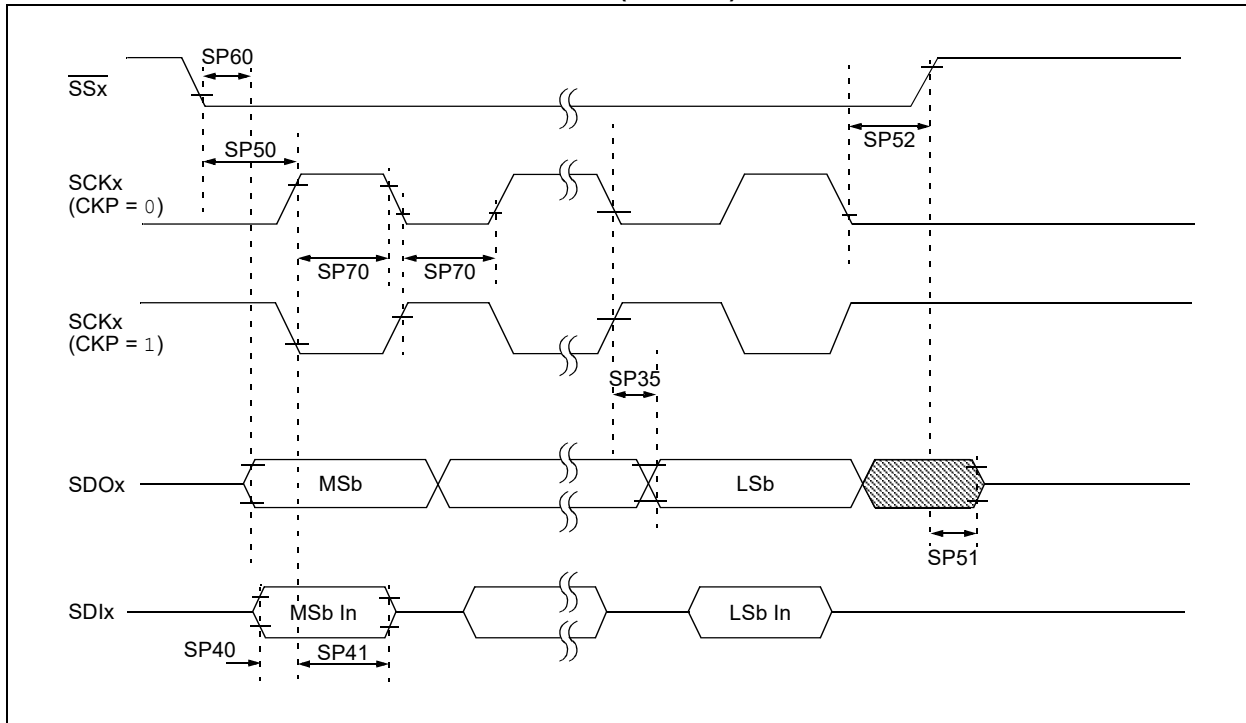 SP60
SSx
SP52
SP50
SCKx
(CKP = 0)
SP70
SP70
SCKx
(CKP = 1)
SP35
SDOx
MSb
LSb
SP51
SDIx
MSb In
LSb In
SP40
SP41